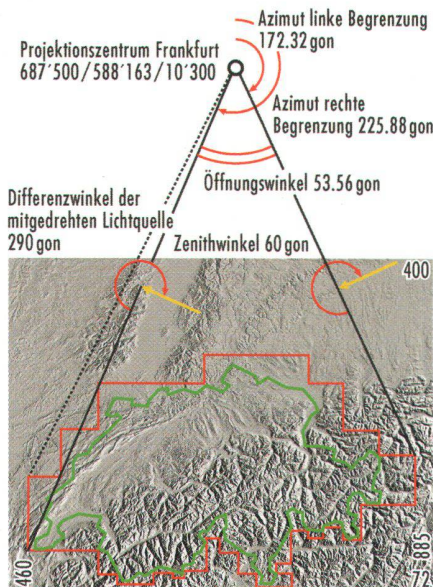 Azimut linke Begrenzung
172.32 gon
Projektionszentrum Frankfurt
687'500/588'163/10'300
Azimut rechte
Begrenzung 225.88 gon
Öffnungswinkel 53.56 gon
Differenzwinkel der
mitgedrehten Lichtquelle
290 gon
Zenithwinkel 60 gon
400
460
885